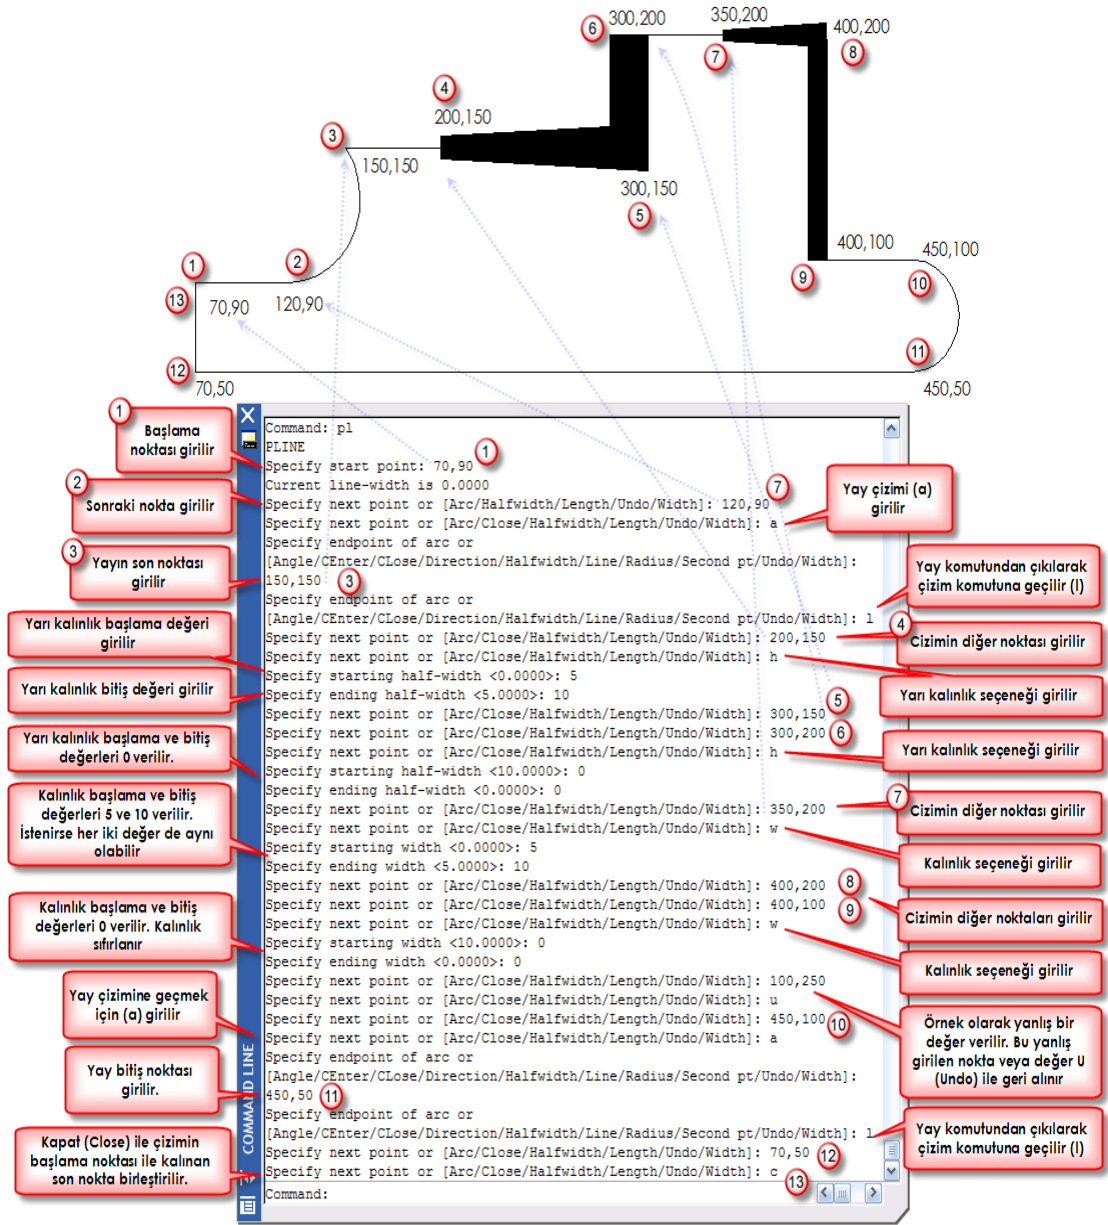 6
300,200
350,200
7
400,200
8
4
200,150
3
150,150
300,150
5
400,100
450,100
9
10
1
2
13
70,90
120,90
11
12
70,50
450,50
1
Başlama
noktası girilir
2
Sonraki nokta girilir
3
Yayın son noktası
girilir
Yarı kalınlık başlama değeri
girilir
Yarı kalınlık bitiş değeri girilir
Yarı kalınlık başlama ve bitiş
değerleri 0 verilir.
Kalınlık başlama ve bitiş
değerleri 5 ve 10 verilir.
İstenirse her iki değer de aynı
olabilir
Kalınlık başlama ve bitiş
değerleri 0 verilir. Kalınlık
sıfırlanır
Yay çizimine geçmek
için (a) girilir
Yay bitiş noktası
girilir.
Kapat (Close) ile çizimin
başlama noktası ile kalınan
son nokta birleştirilir.
COMMAND LINE
Command: pl
PLINE
Specify start point: 70,90 1
Current line-width is 0.0000
Specify next point or [Arc/Halfwidth/Length/Undo/Width]: 120,90 7
Specify next point or [Arc/Close/Halfwidth/Length/Undo/Width]: a
Specify endpoint of arc or
[Angle/CEnter/CLose/Direction/Halfwidth/Line/Radius/Second pt/Undo/Width]:
150,150 3
Specify endpoint of arc or
[Angle/CEnter/CLose/Direction/Halfwidth/Line/Radius/Second pt/Undo/Width]: l
Specify next point or [Arc/Close/Halfwidth/Length/Undo/Width]: 200,150
Specify next point or [Arc/Close/Halfwidth/Length/Undo/Width]: h
Specify starting half-width <0.0000>: 5
Specify ending half-width <5.0000>: 10
Specify next point or [Arc/Close/Halfwidth/Length/Undo/Width]: 300,150 5
Specify next point or [Arc/Close/Halfwidth/Length/Undo/Width]: 300,200 6
Specify next point or [Arc/Close/Halfwidth/Length/Undo/Width]: h
Specify starting half-width <10.0000>: 0
Specify ending half-width <0.0000>: 0
Specify next point or [Arc/Close/Halfwidth/Length/Undo/Width]: 350,200
Specify next point or [Arc/Close/Halfwidth/Length/Undo/Width]: w
Specify starting width <0.0000>: 5
Specify ending width <5.0000>: 10
Specify next point or [Arc/Close/Halfwidth/Length/Undo/Width]: 400,200 8
Specify next point or [Arc/Close/Halfwidth/Length/Undo/Width]: 400,100 9
Specify next point or [Arc/Close/Halfwidth/Length/Undo/Width]: w
Specify starting width <10.0000>: 0
Specify ending width <0.0000>: 0
Specify next point or [Arc/Close/Halfwidth/Length/Undo/Width]: 100,250
Specify next point or [Arc/Close/Halfwidth/Length/Undo/Width]: u
Specify next point or [Arc/Close/Halfwidth/Length/Undo/Width]: 450,100 10
Specify next point or [Arc/Close/Halfwidth/Length/Undo/Width]: a
Specify endpoint of arc or
[Angle/CEnter/CLose/Direction/Halfwidth/Line/Radius/Second pt/Undo/Width]:
450,50 11
Specify endpoint of arc or
[Angle/CEnter/CLose/Direction/Halfwidth/Line/Radius/Second pt/Undo/Width]: l
Specify next point or [Arc/Close/Halfwidth/Length/Undo/Width]: 70,50 12
Specify next point or [Arc/Close/Halfwidth/Length/Undo/Width]: c
13
Command:
Yay çizimi (a)
girilir
Yay komutundan çıkılarak
çizim komutuna geçilir (l)
4
Cizimin diğer noktası girilir
Yarı kalınlık seçeneği girilir
Yarı kalınlık seçeneği girilir
7
Cizimin diğer noktası girilir
Kalınlık seçeneği girilir
Cizimin diğer noktaları girilir
Kalınlık seçeneği girilir
Örnek olarak yanlış bir
değer verilir. Bu yanlış
girilen nokta veya değer U
(Undo) ile geri alınır
Yay komutundan çıkılarak
çizim komutuna geçilir (l)